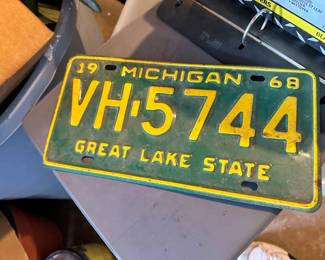 19 MICHIGAN 68
VH·5744
GREAT LAKE STATE